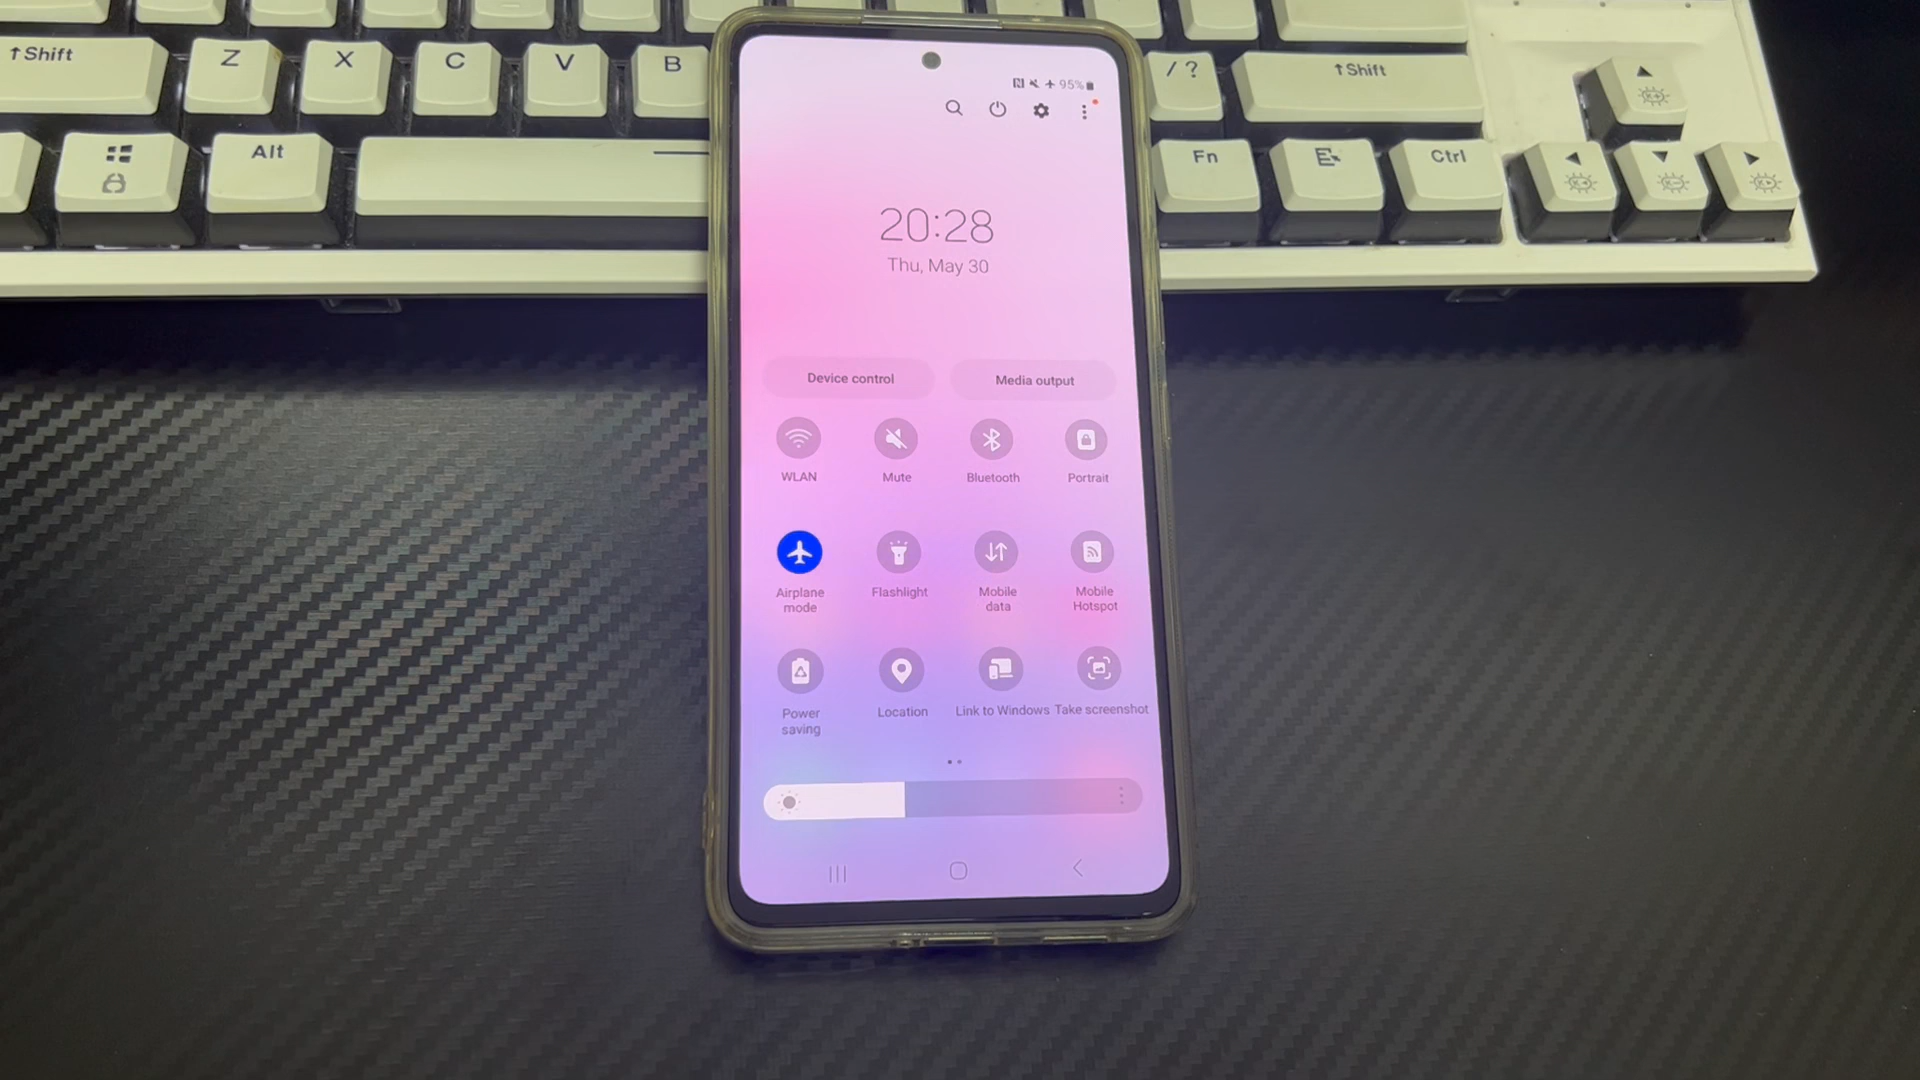 ↑Shift
Z
X
C
V
B
/ ?
↑Shift
Alt
Fn
Ctrl
95%
20:28
Thu, May 30
Device control
Media output
WLAN
Mute
Bluetooth
Portrait
Airplane
mode
Flashlight
Mobile
data
Mobile
Hotspot
Power
saving
Location
Link to Windows
Take screenshot